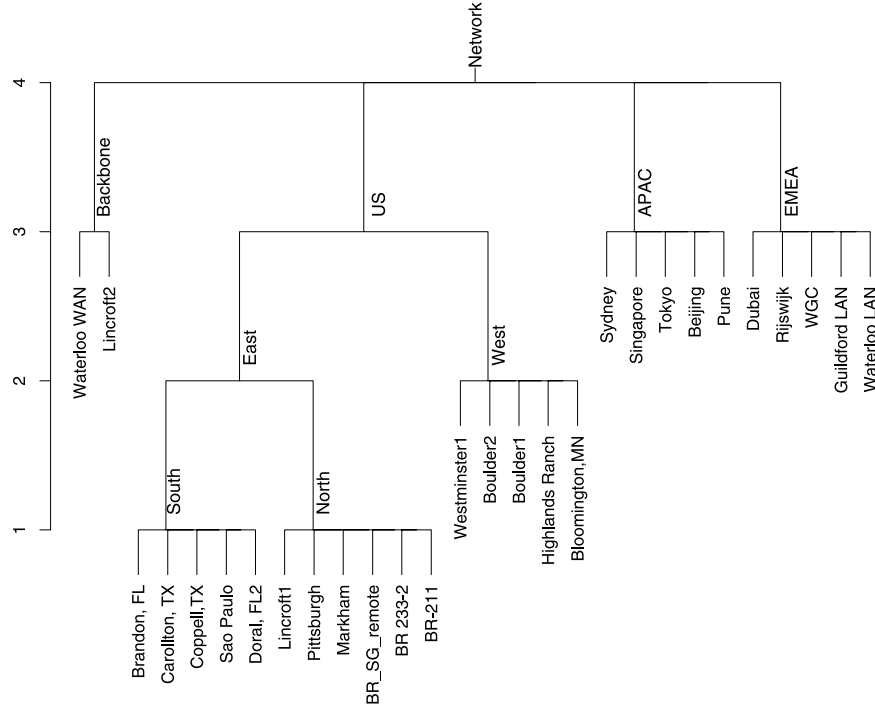 Network
4
Backbone
US
APAC
EMEA
3
Waterloo WAN
Lincroft2
East
West
Sydney
Singapore
Tokyo
Beijing
Pune
Dubai
Rijswijk
WGC
Guildford LAN
Waterloo LAN
2
South
North
Westminster1
Boulder2
Boulder1
Highlands Ranch
Bloomington,MN
1
Brandon, FL
Carollton, TX
Coppell,TX
Sao Paulo
Doral, FL2
Lincroft1
Pittsburgh
Markham
BR_SG_remote
BR 233-2
BR-211